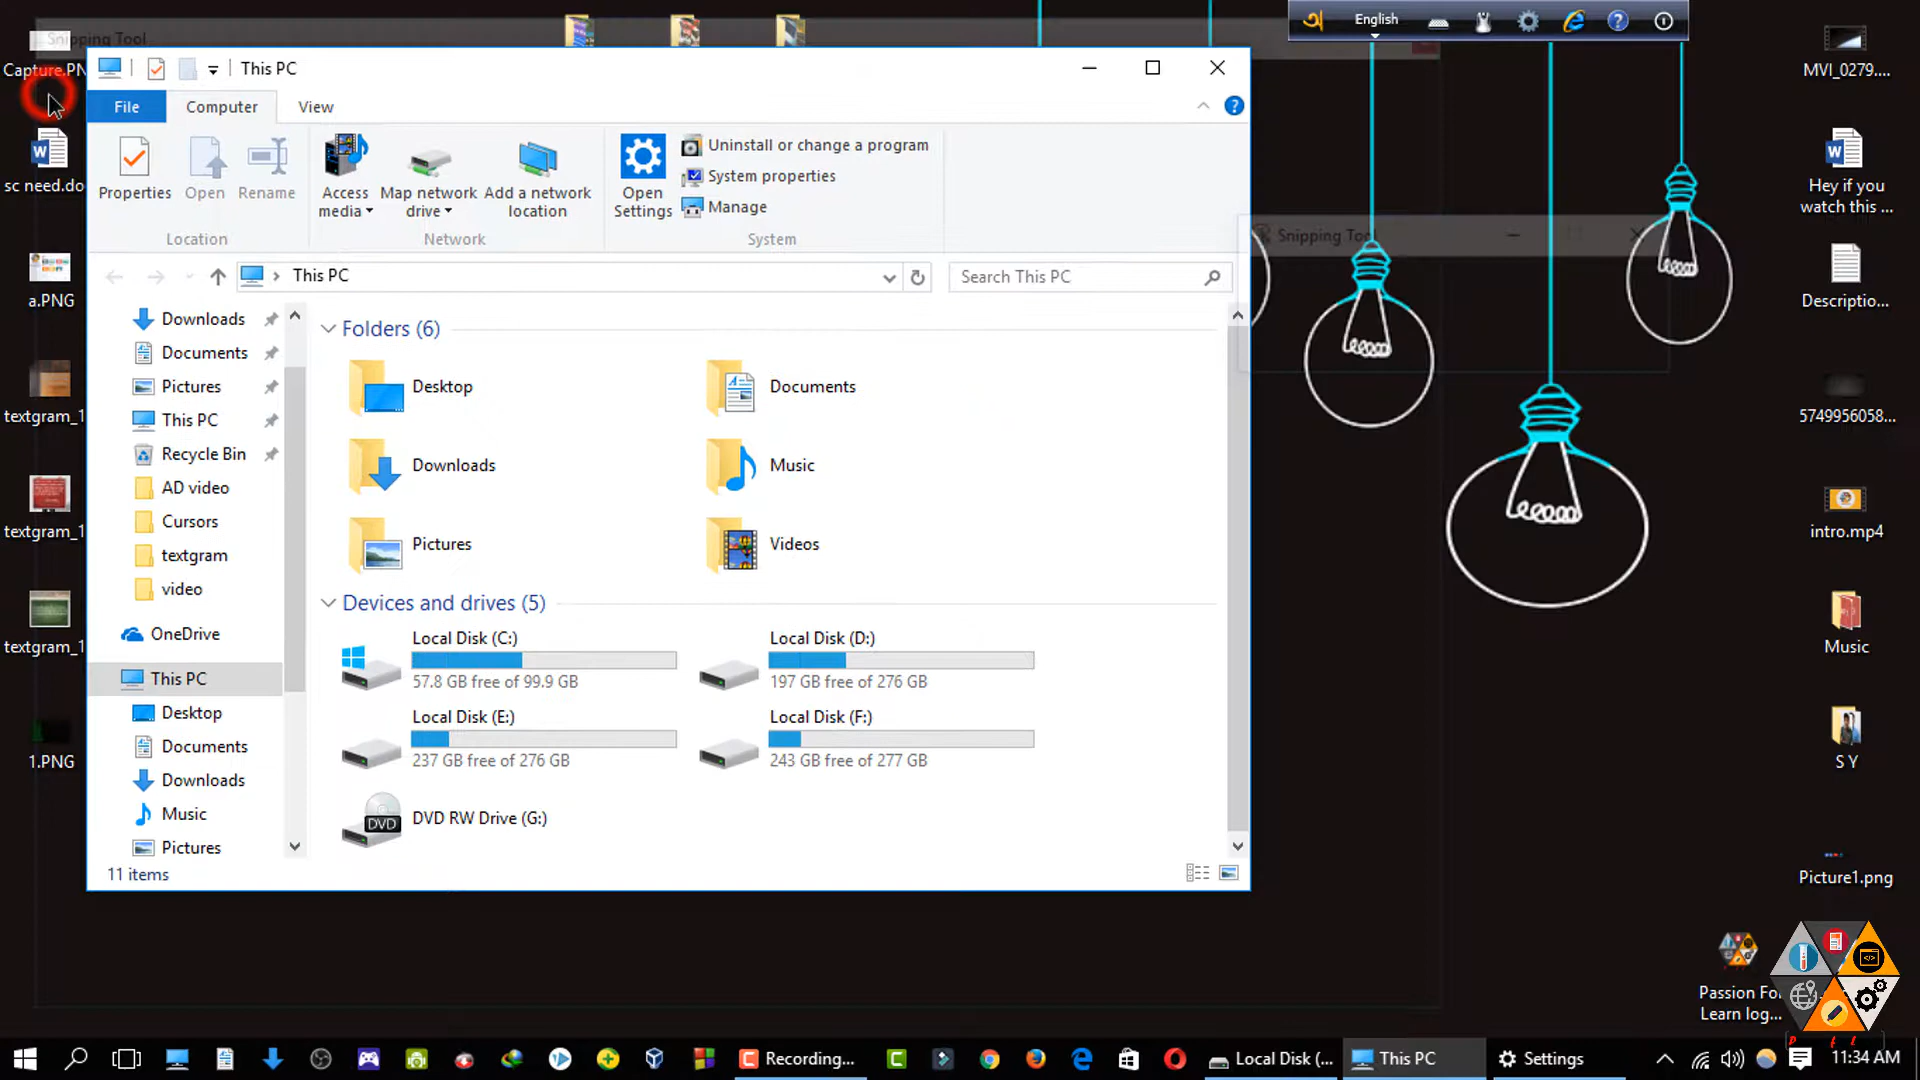 Snipping Tool
অ English
Capture.PN
sc need.do
a.PNG
textgram_1
textgram_1
textgram_1
1.PNG
This PC
File Computer View
Properties
Open
Rename
Access media
Map network drive
Add a network location
Open Settings
Uninstall or change a program
System properties
Manage
Location
Network
System
Snipping Tool
This PC
Search This PC
Downloads
Documents
Pictures
This PC
Recycle Bin
AD video
Cursors
textgram
video
OneDrive
This PC
Desktop
Documents
Downloads
Music
Pictures
Folders (6)
Desktop
Documents
Downloads
Music
Pictures
Videos
Devices and drives (5)
Local Disk (C:)
57.8 GB free of 99.9 GB
Local Disk (D:)
197 GB free of 276 GB
Local Disk (E:)
237 GB free of 276 GB
Local Disk (F:)
243 GB free of 277 GB
DVD
DVD RW Drive (G:)
11 items
MVI_0279....
Hey if you
watch this ...
Descriptio...
5749956058...
intro.mp4
Music
S Y
Picture1.png
Passion Fo
Learn log...
Recording...
Local Disk (...
This PC
Settings
11:34 AM